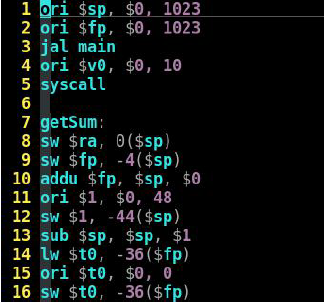 1 ori $sp, $0, 1023
2 ori $fp, $0, 1023
3 jal main
4 ori $v0, $0, 10
5 syscall
6
7 getSum:
8 sw $ra, 0($sp)
9 sw $fp, -4($sp)
10 addu $fp, $sp, $0
11 ori $1, $0, 48
12 sw $1, -44($sp)
13 sub $sp, $sp, $1
14 lw $t0, -36($fp)
15 ori $t0, $0, 0
16 sw $t0, -36($fp)